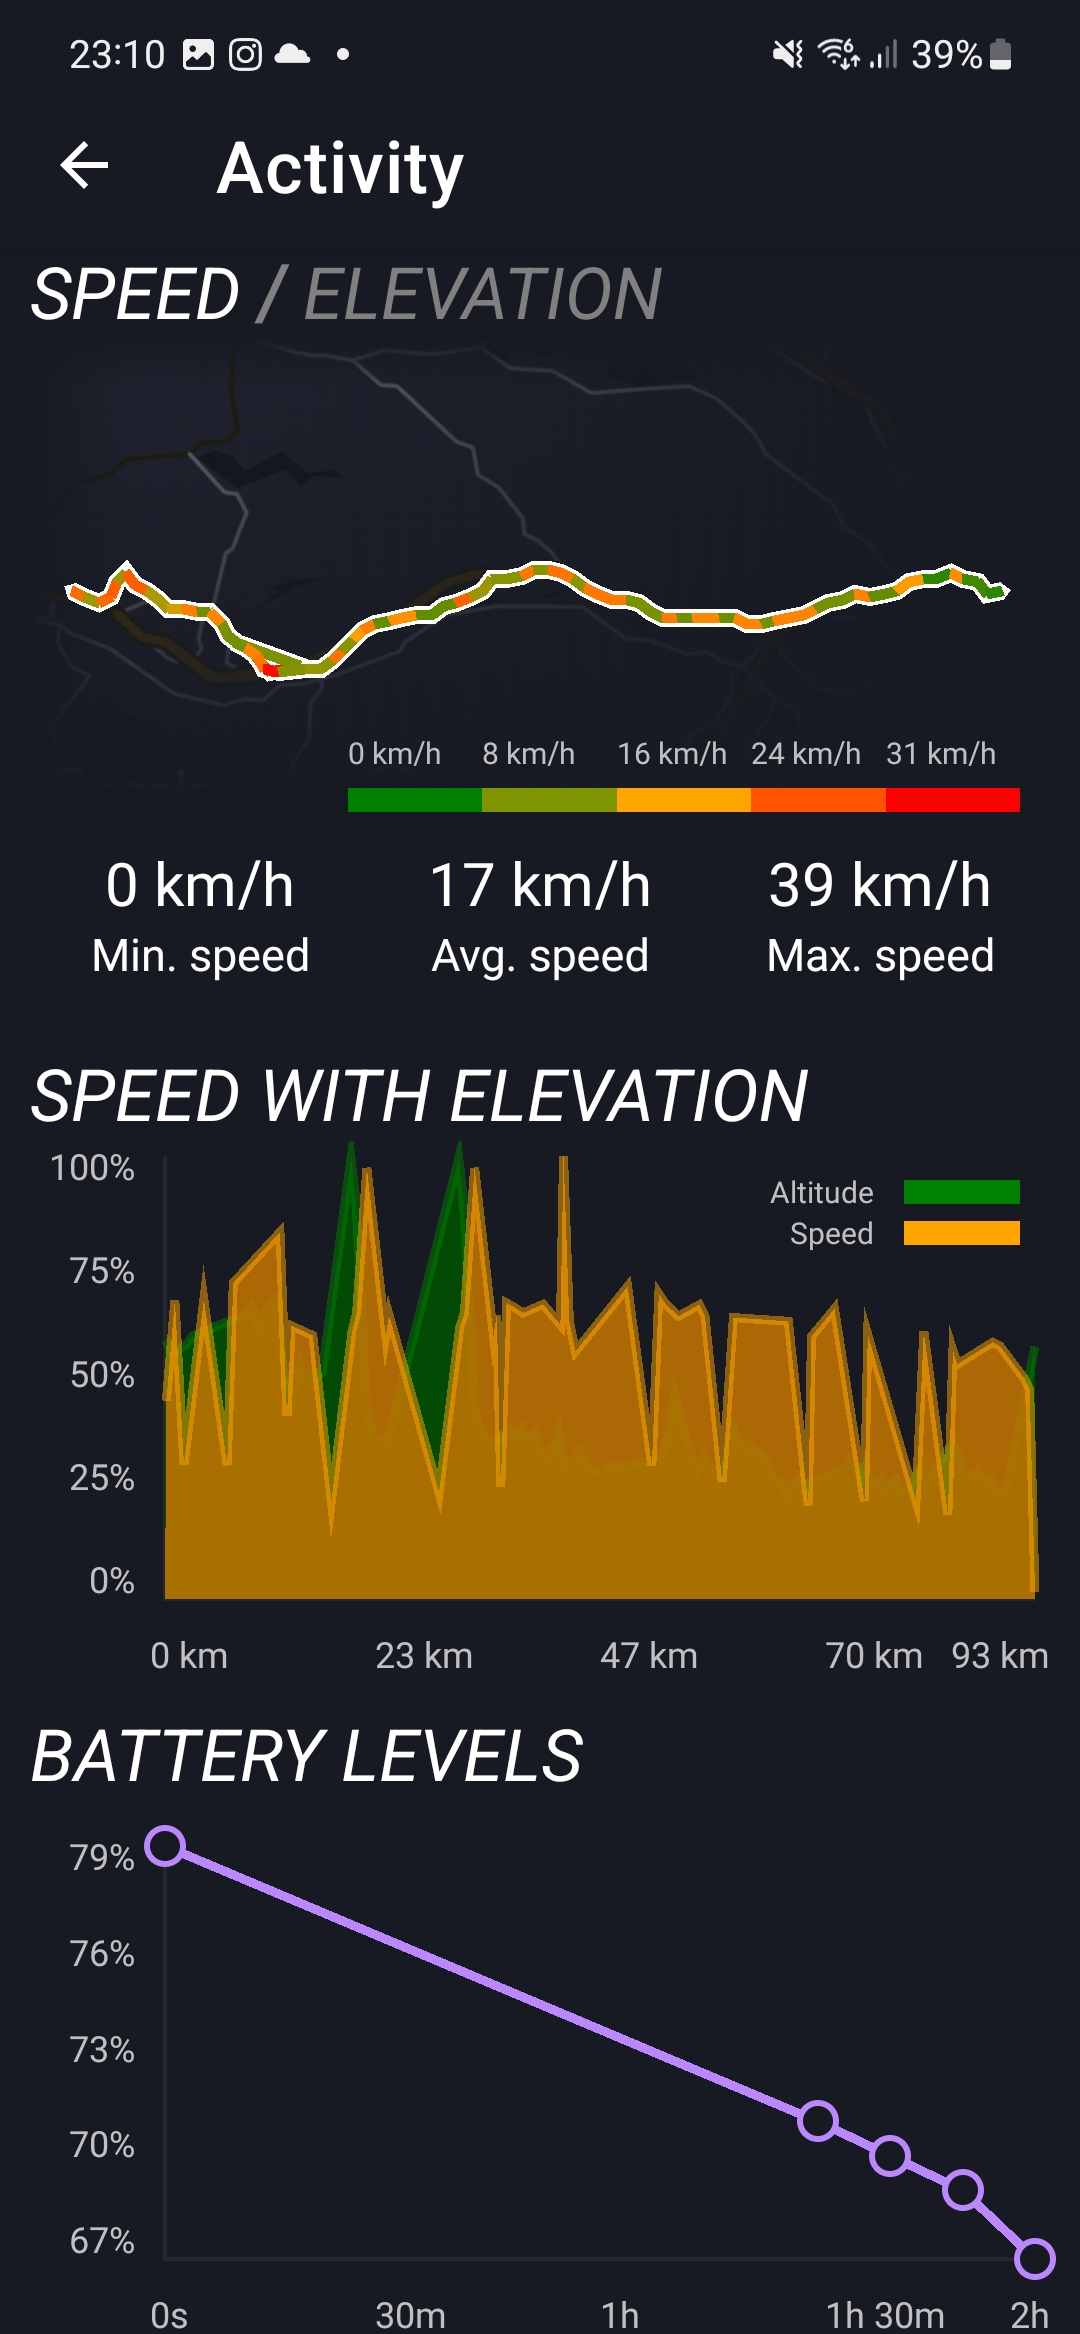 23:10 39%
Activity
SPEED / ELEVATION
0 km/h 8 km/h 16 km/h 24 km/h 31 km/h
0 km/h 17 km/h 39 km/h
Min. speed Avg. speed Max. speed
SPEED WITH ELEVATION
100%
Altitude
Speed
75%
50%
25%
0%
0 km 23 km 47 km 70 km 93 km
BATTERY LEVELS
79%
76%
73%
70%
67%
0s 30m 1h 1h 30m 2h